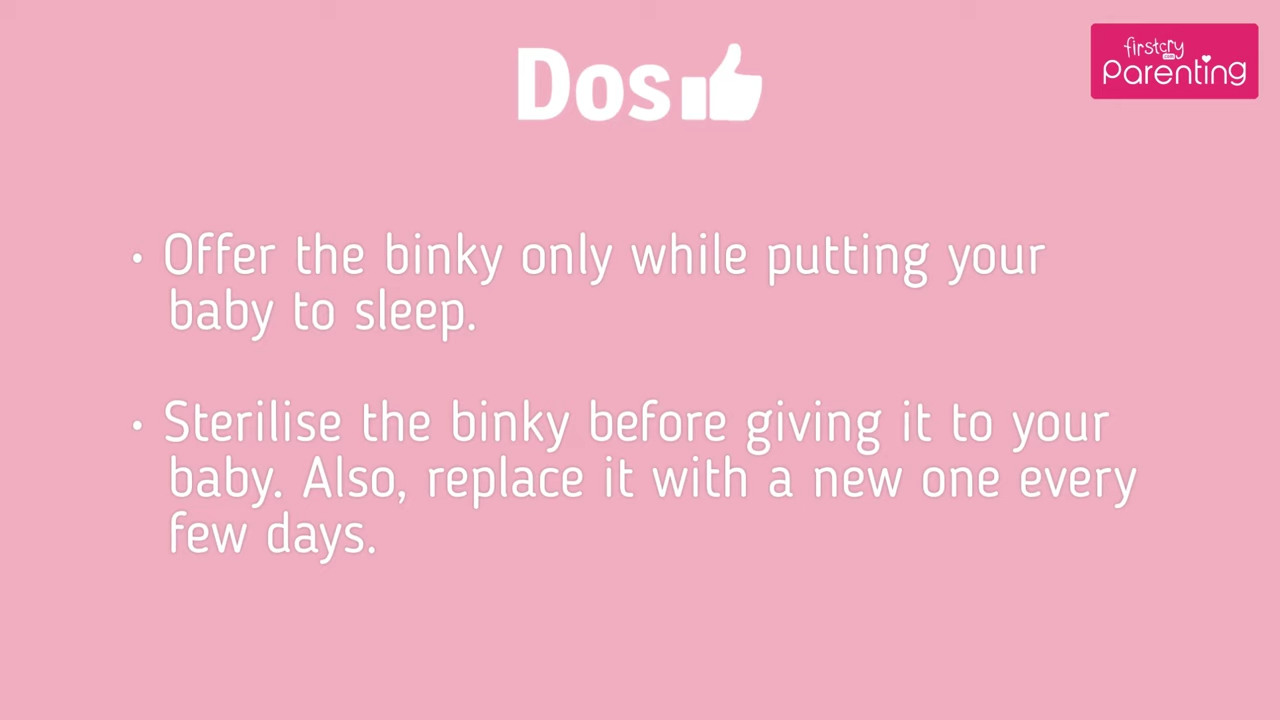 Dos
firstcry
.com
Parenting
• Offer the binky only while putting your
baby to sleep.
• Sterilise the binky before giving it to your
baby. Also, replace it with a new one every
few days.